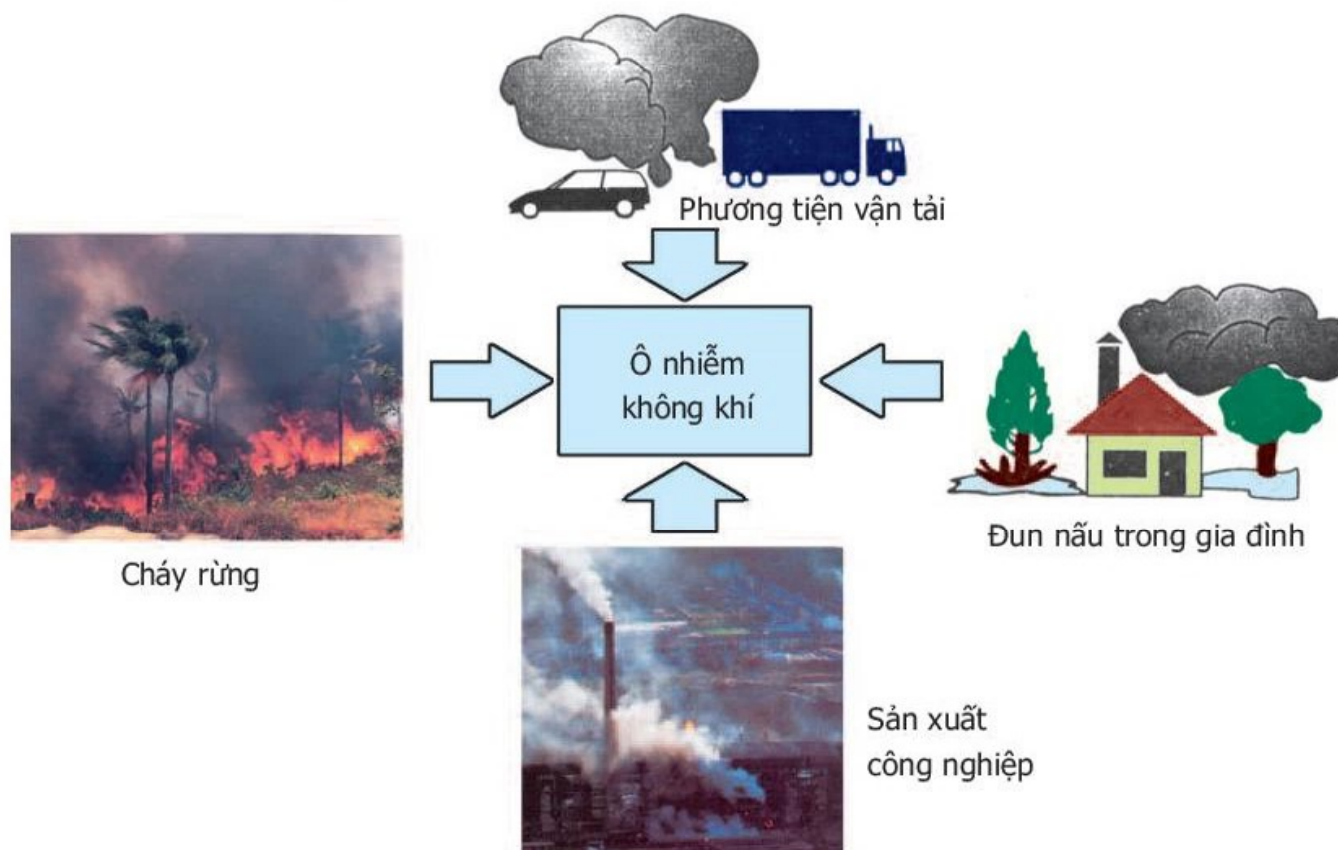 Phương tiện vận tải
Ô nhiễm
không khí
Cháy rừng
Đun nấu trong gia đình
Sản xuất
công nghiệp